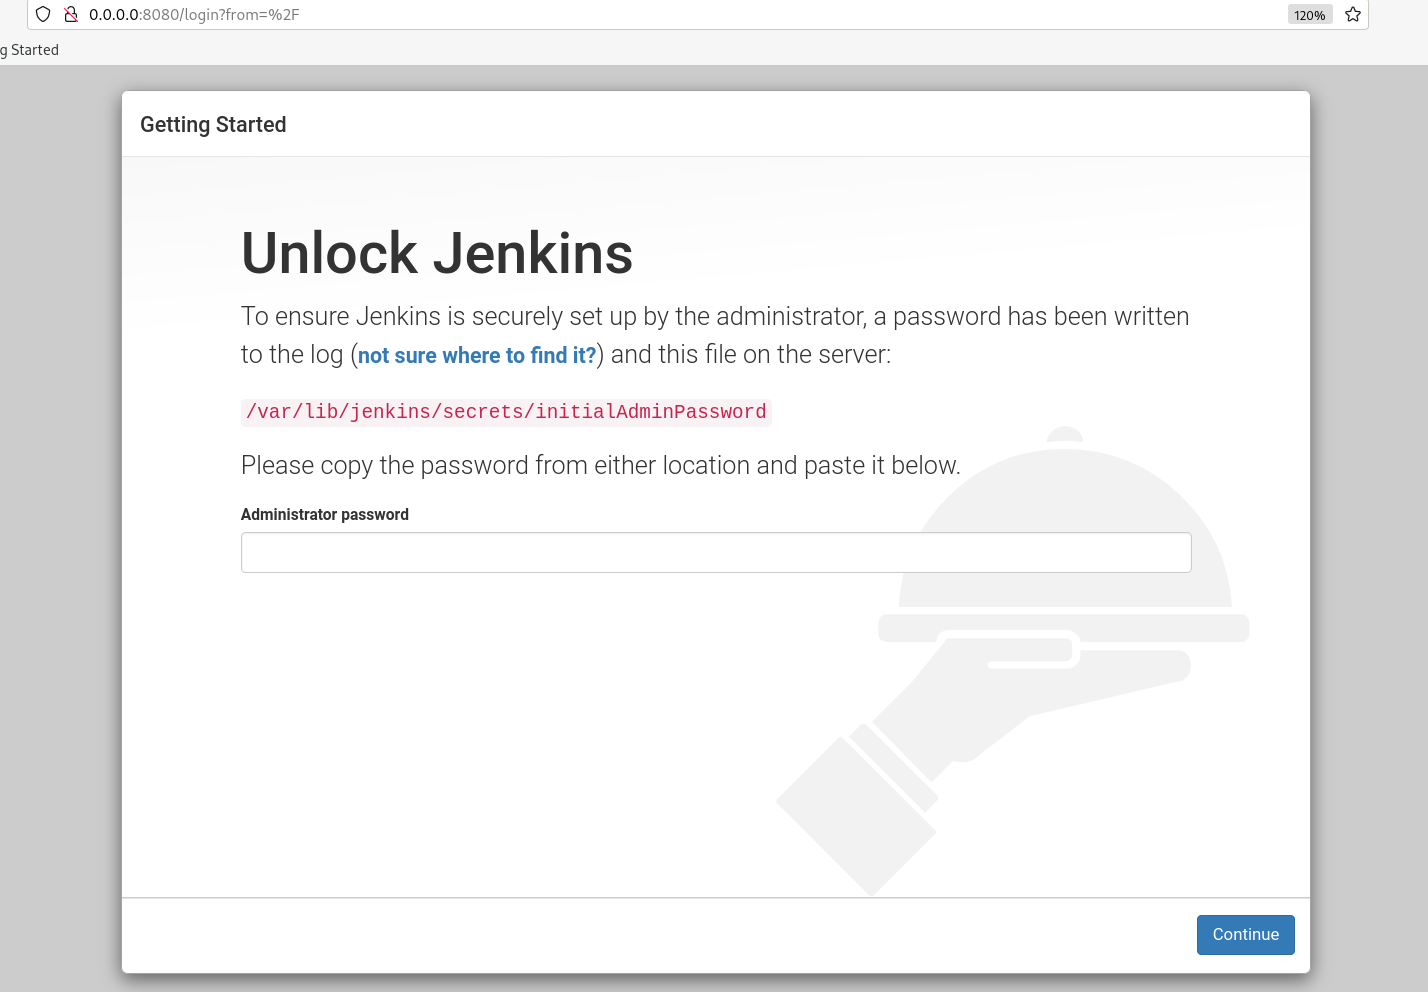 0.0.0.0:8080/login?from=%2F
120%
g Started
Getting Started
Unlock Jenkins
To ensure Jenkins is securely set up by the administrator, a password has been written
to the log (not sure where to find it?) and this file on the server:
/var/lib/jenkins/secrets/initialAdminPassword
Please copy the password from either location and paste it below.
Administrator password
Continue